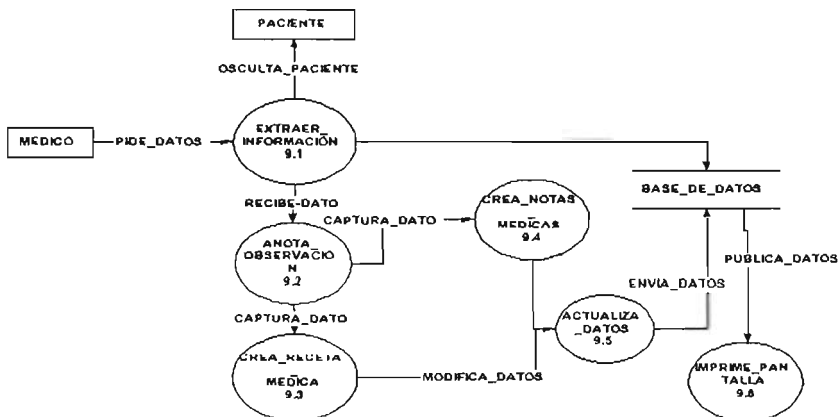 PACIENTE
OSCULTA_PACIENTE
MEDICO
PIDE_DATOS
EXTRAER_
INFORMACIÓN
9.1
RECIBE-DATO
BASE_DE_DATOS
CREA_NOTAS
_
MEDICAS
9.4
CAPTURA_DATO
ANOTA_
OBSERVACIO
N
9.2
PUBLICA_DATOS
ENVIA_DATOS
CAPTURA_DATO
ACTUALIZA
_DATOS
9.5
CREA_RECETA
_
MEDICA
9.3
MODIFICA_DATOS
IMPRIME_PAN
TALLA
9.6